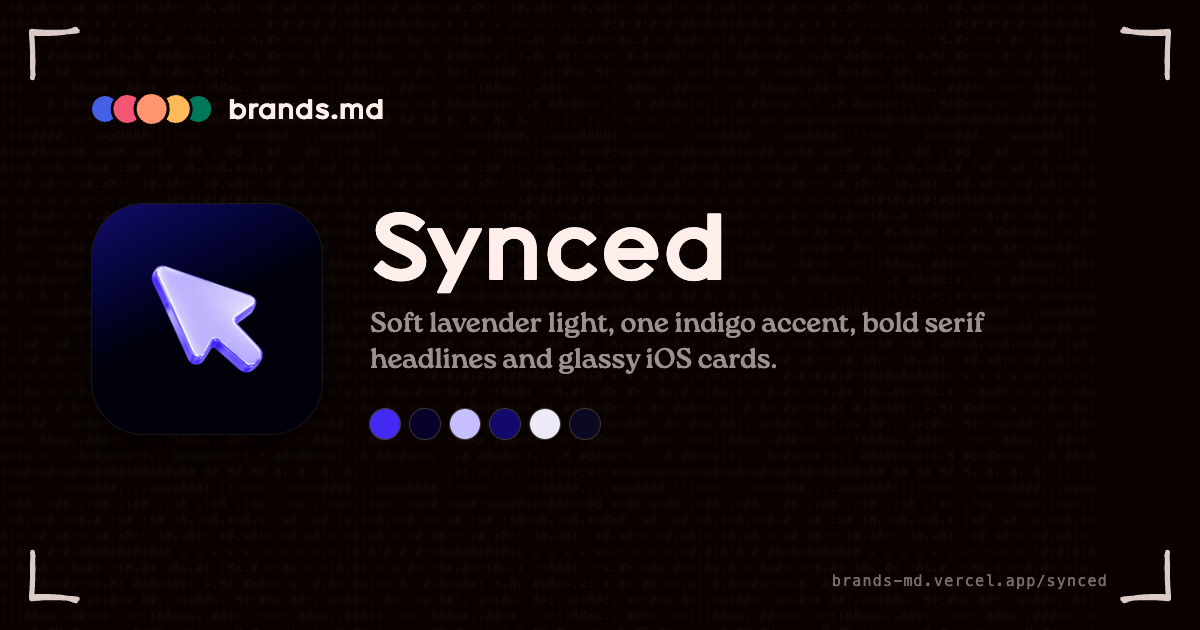 brands.md
Synced
Soft lavender light, one indigo accent, bold serif
headlines and glassy iOS cards.
brands-md.vercel.app/synced